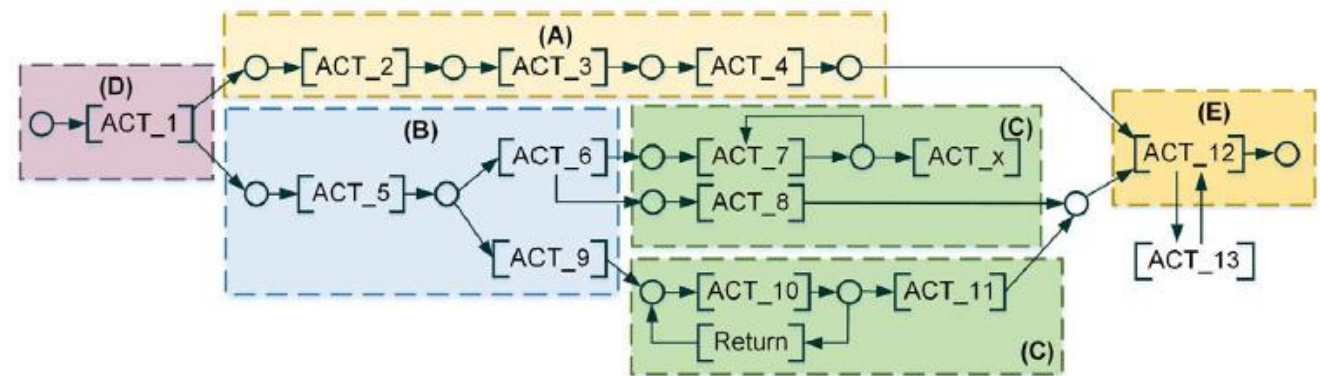 (A)
[ACT_2] [ACT_3] [ACT_4]
(D)
[ACT_1]
(B)
[ACT_5]
[ACT_6]
[ACT_9]
(C)
[ACT_7] [ACT_x]
[ACT_8]
[ACT_10] [ACT_11]
[Return]
(C)
(E)
[ACT_12]
[ACT_13]